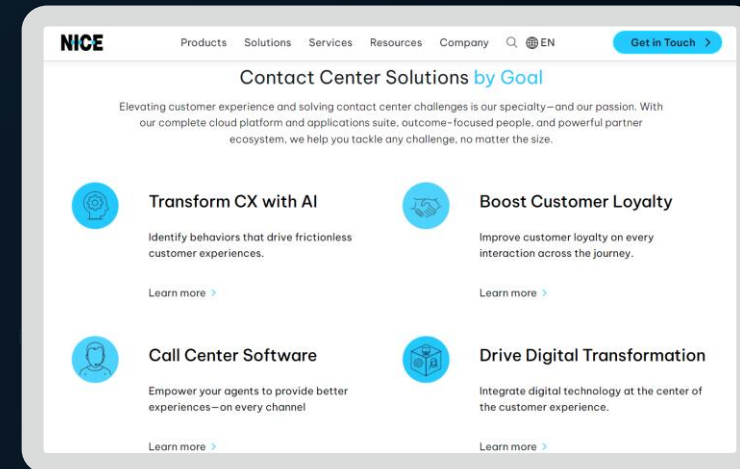 NICE
Products Solutions Services Resources Company EN Get in Touch
Contact Center Solutions by Goal
Elevating customer experience and solving contact center challenges is our specialty—and our passion. With
our complete cloud platform and applications suite, outcome-focused people, and powerful partner
ecosystem, we help you tackle any challenge, no matter the size.
Transform CX with AI
Identify behaviors that drive frictionless
customer experiences.
Learn more >
Boost Customer Loyalty
Improve customer loyalty on every
interaction across the journey.
Learn more >
Call Center Software
Empower your agents to provide better
experiences—on every channel
Learn more >
Drive Digital Transformation
Integrate digital technology at the center of
the customer experience.
Learn more >